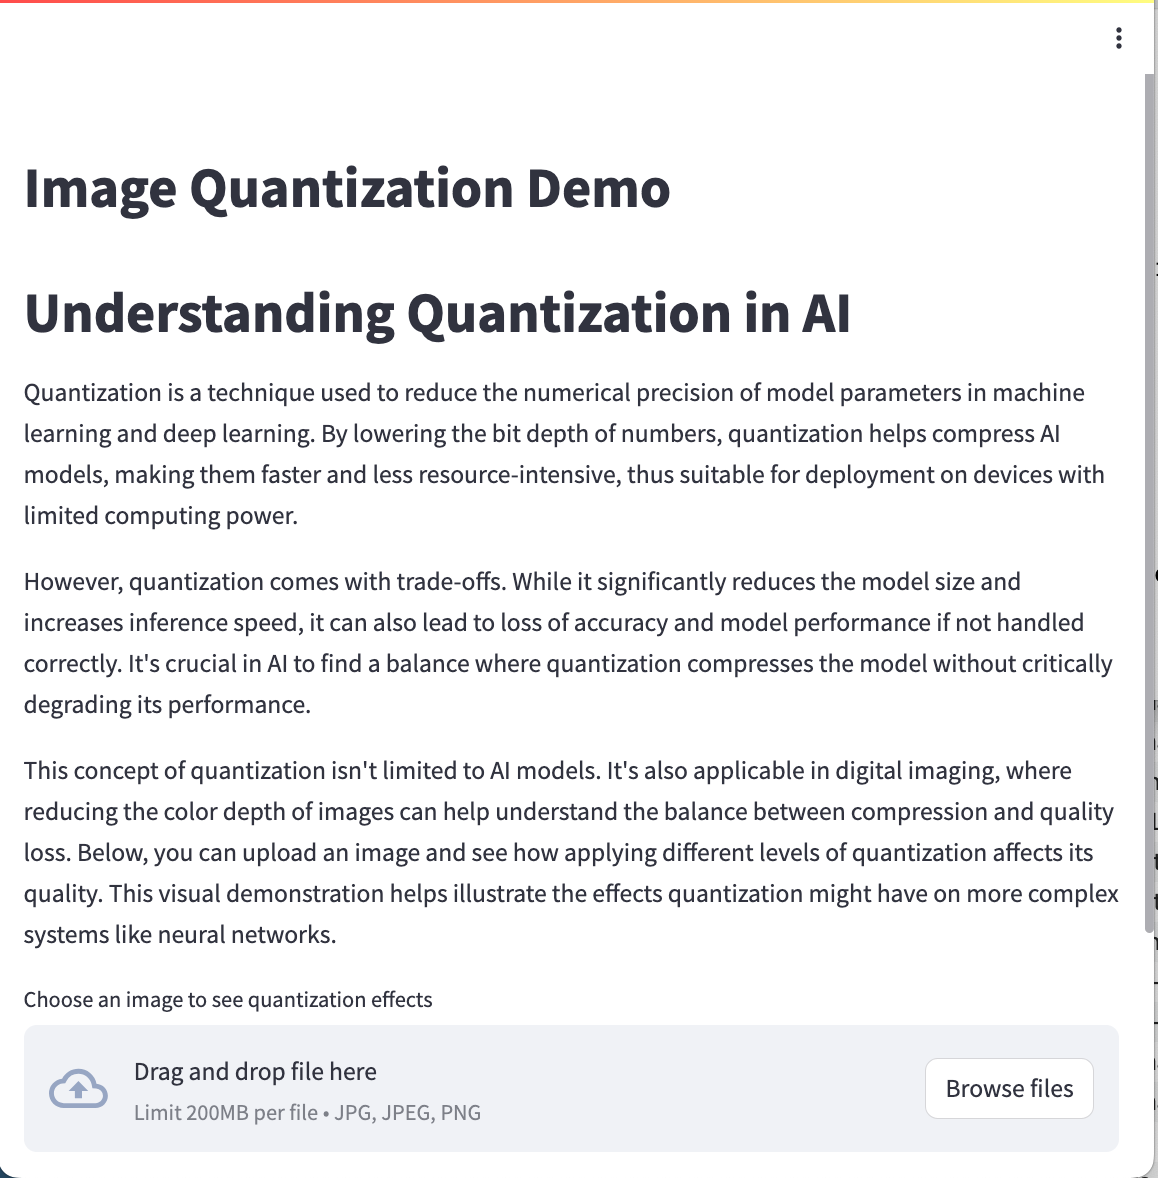 Image Quantization Demo
Understanding Quantization in AI
Quantization is a technique used to reduce the numerical precision of model parameters in machine
learning and deep learning. By lowering the bit depth of numbers, quantization helps compress AI
models, making them faster and less resource-intensive, thus suitable for deployment on devices with
limited computing power.
However, quantization comes with trade-offs. While it significantly reduces the model size and
increases inference speed, it can also lead to loss of accuracy and model performance if not handled
correctly. It's crucial in AI to find a balance where quantization compresses the model without critically
degrading its performance.
This concept of quantization isn't limited to AI models. It's also applicable in digital imaging, where
reducing the color depth of images can help understand the balance between compression and quality
loss. Below, you can upload an image and see how applying different levels of quantization affects its
quality. This visual demonstration helps illustrate the effects quantization might have on more complex
systems like neural networks.
Choose an image to see quantization effects
Drag and drop file here
Browse files
Limit 200MB per file • JPG, JPEG, PNG